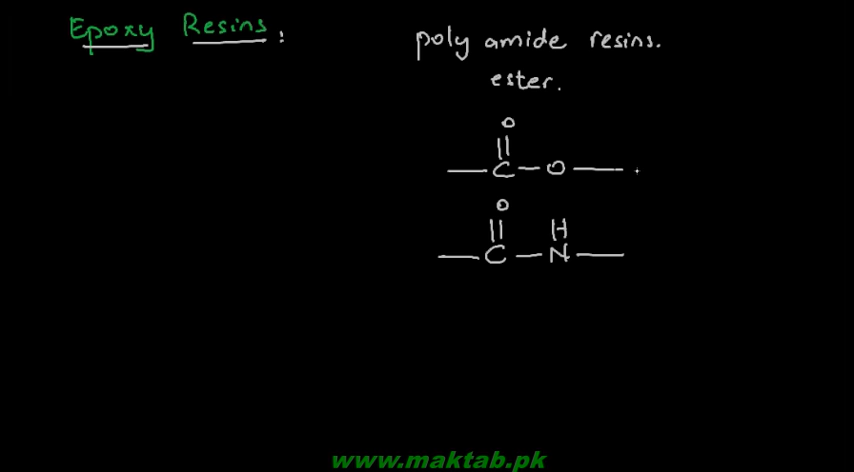 Epoxy Resins :
poly amide resins.
ester.
O
||
— C — O — .
O H
||
— C — N —
www.maktab.pk